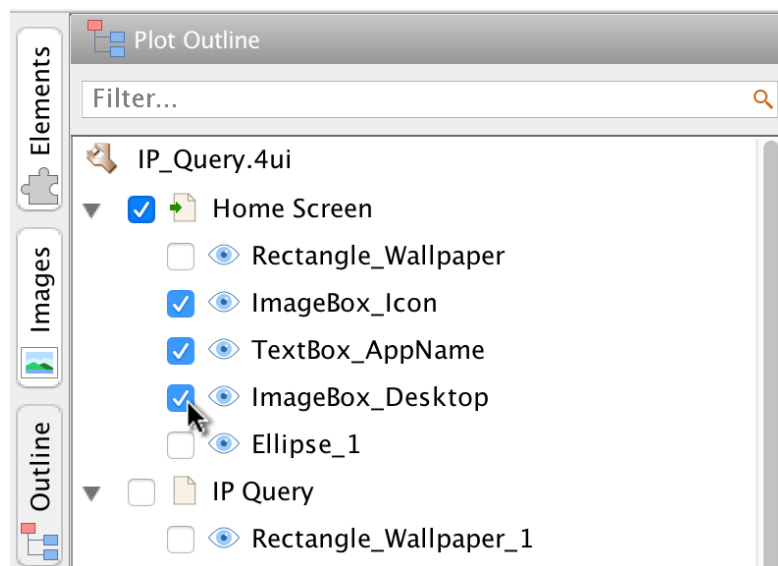 Plot Outline
Filter...
Elements
Images
Outline
IP_Query.4ui
Home Screen
Rectangle_Wallpaper
ImageBox_Icon
TextBox_AppName
ImageBox_Desktop
Ellipse_1
IP Query
Rectangle_Wallpaper_1